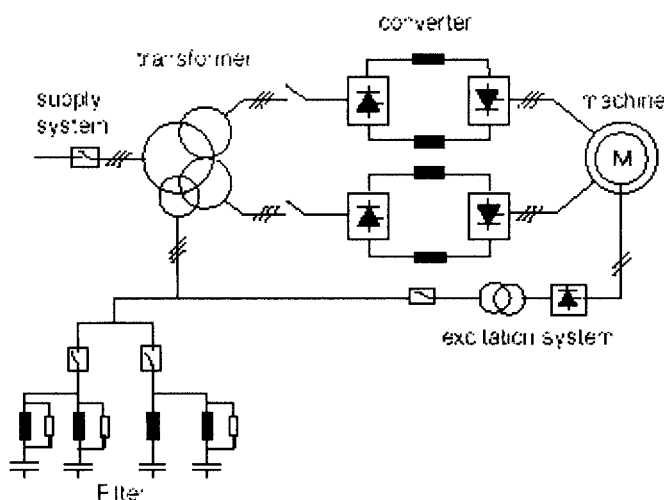 converter
transformer
supply
system
machine
M
excitation system
Filter